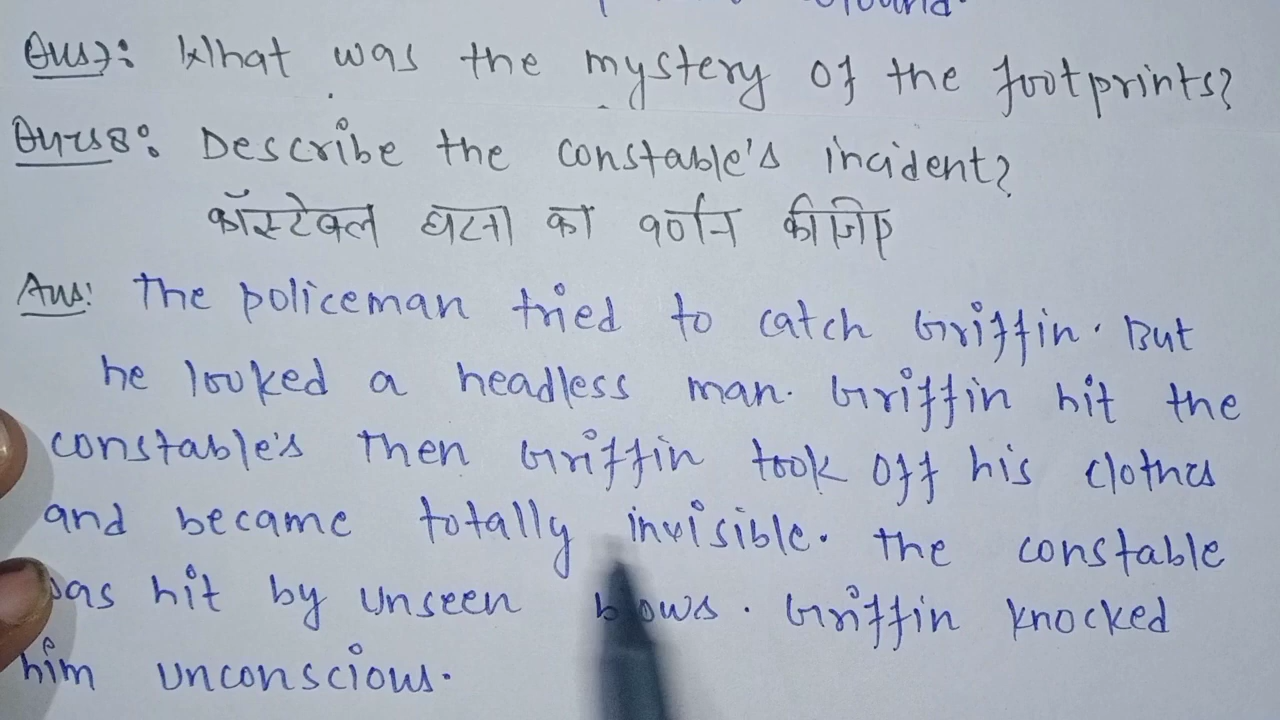 Ques7: What was the mystery of the footprints?
Ques8: Describe the constable's incident?
कॉस्टेबल घटना का वर्णन कीजिए
Ans: The policeman tried to catch Griffin. But
he looked a headless man. Griffin hit the
constable's Then Griffin took off his clothes
and became totally invisible. The constable
was hit by unseen blows. Griffin knocked
him unconscious.